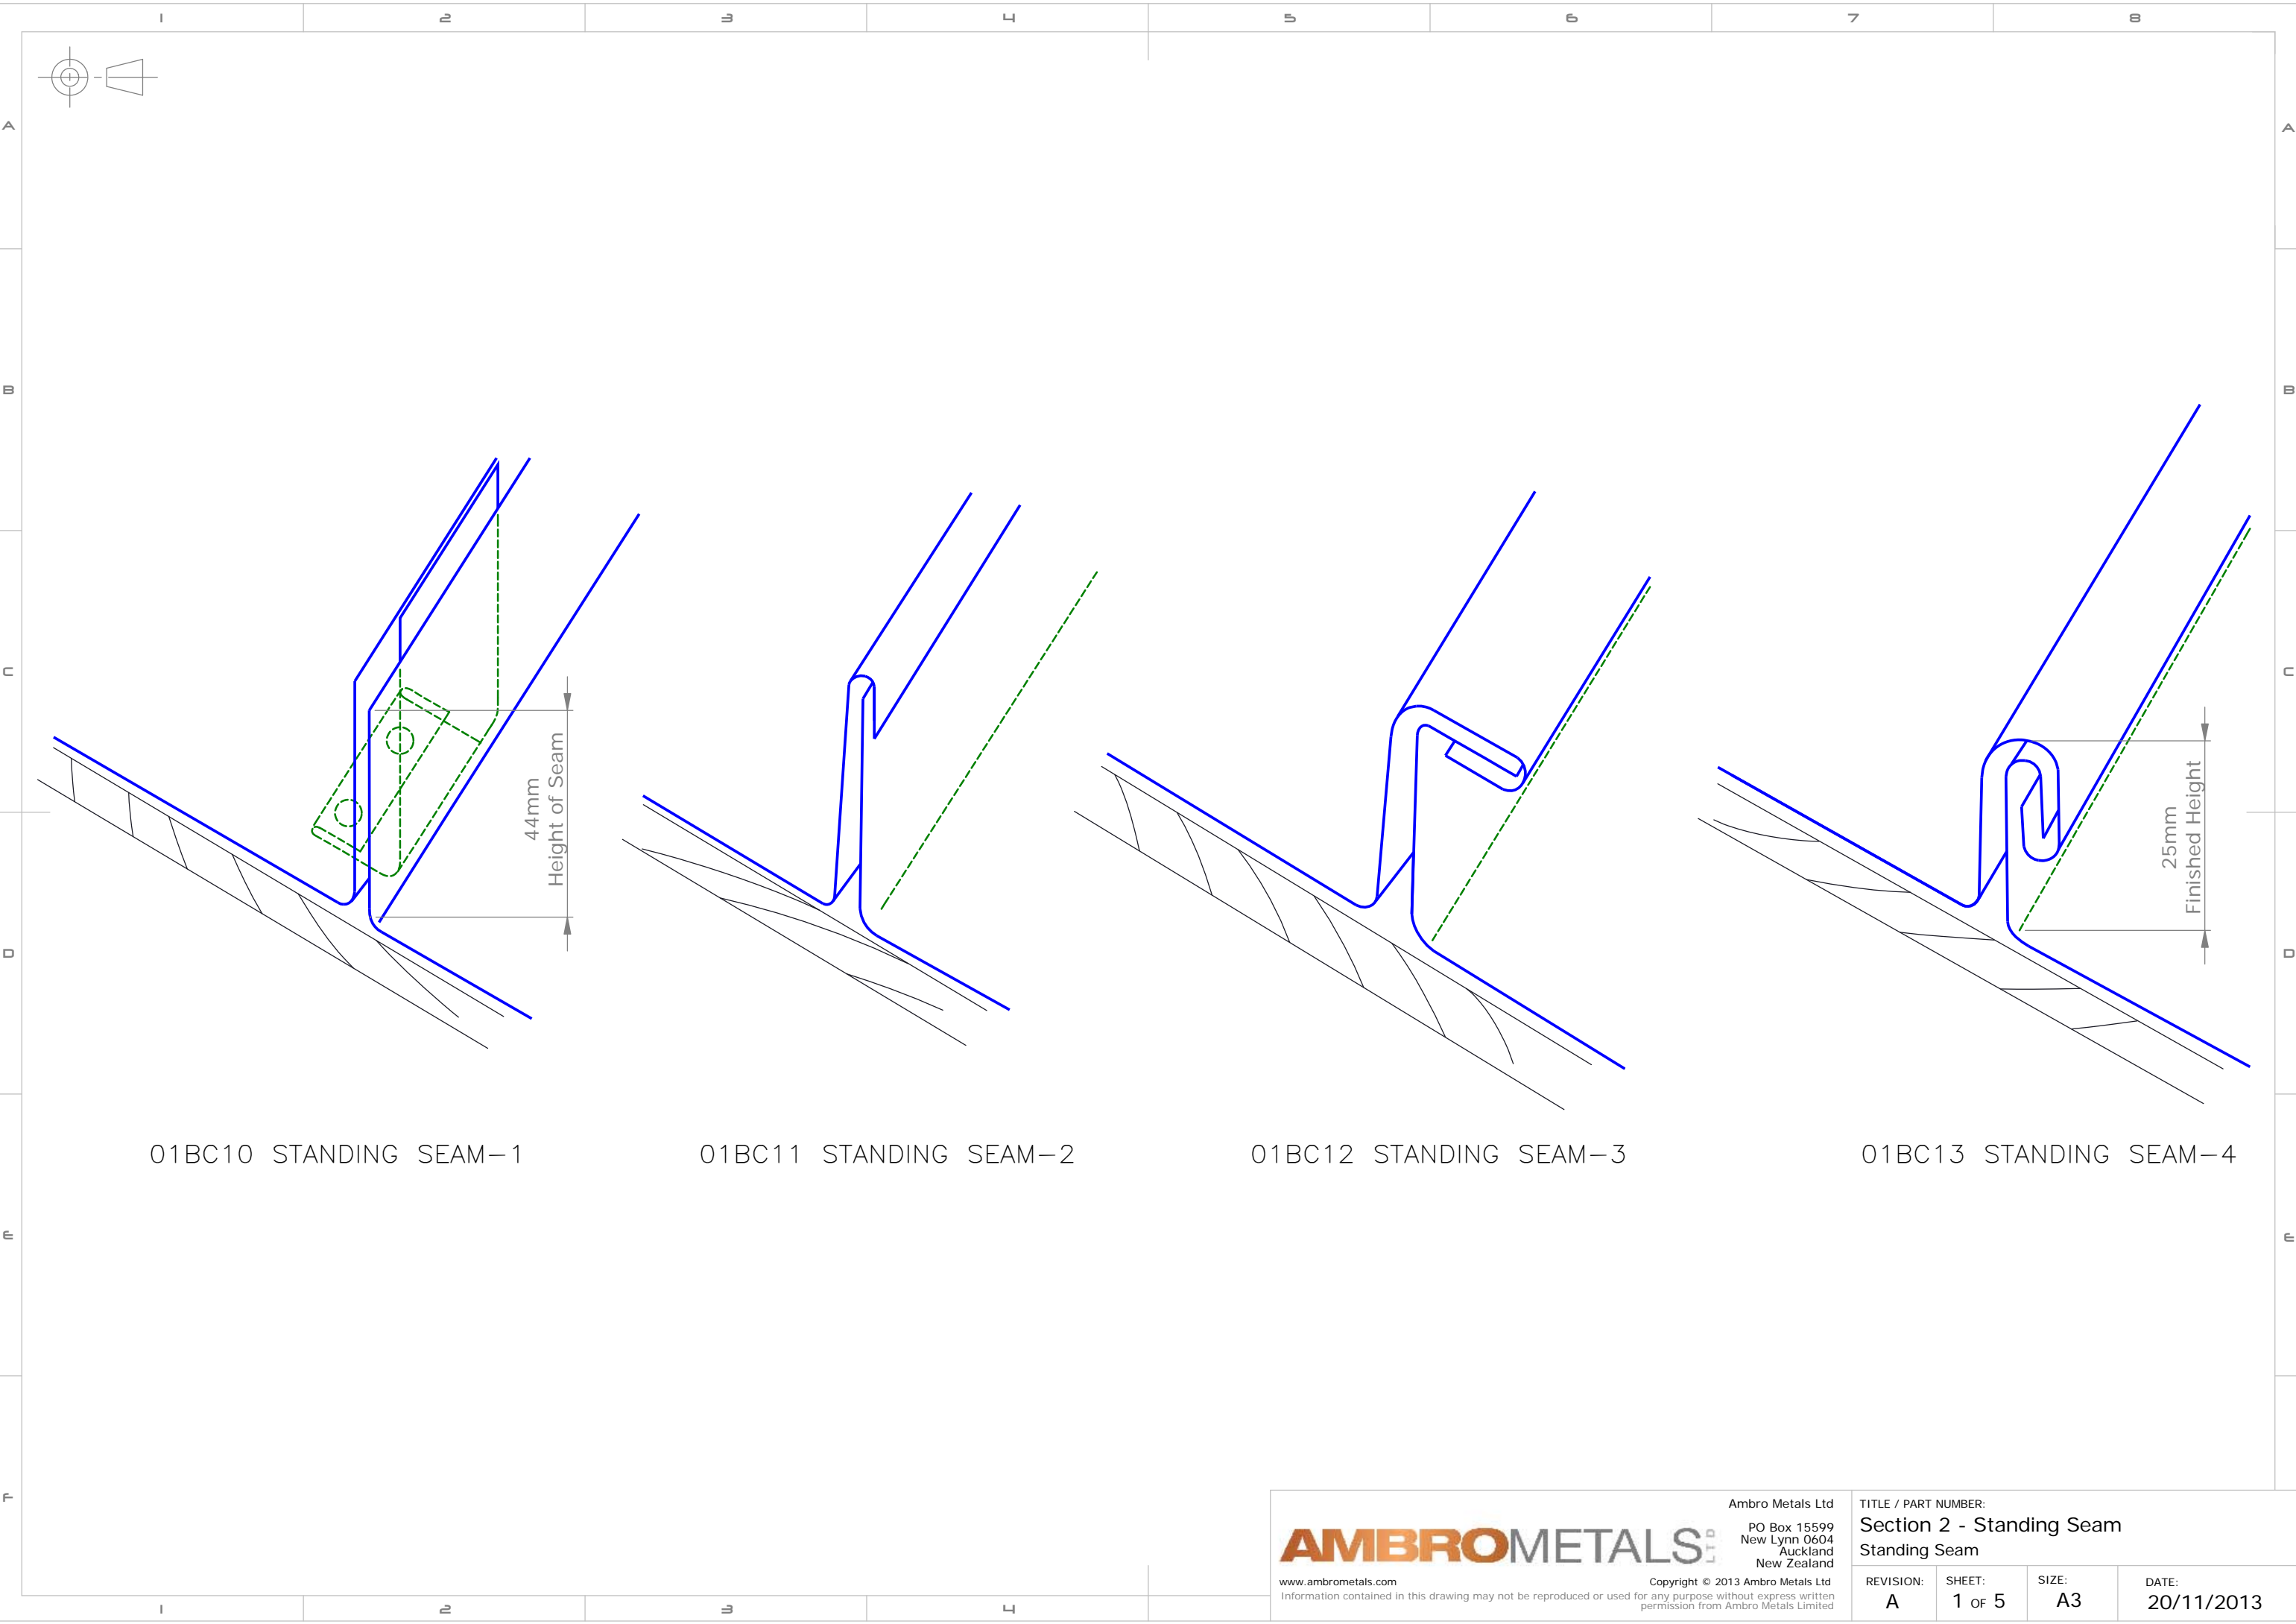 1 2 3 4 5 6 7 8
A A
B B
C C
D D
E E
F
44mm
Height of Seam
25mm
Finished Height
01BC10 STANDING SEAM-1
01BC11 STANDING SEAM-2
01BC12 STANDING SEAM-3
01BC13 STANDING SEAM-4
AMBROMETALS LTD
Ambro Metals Ltd
PO Box 15599
New Lynn 0604
Auckland
New Zealand
www.ambrometals.com
Copyright © 2013 Ambro Metals Ltd
Information contained in this drawing may not be reproduced or used for any purpose without express written
permission from Ambro Metals Limited
TITLE / PART NUMBER:
Section 2 - Standing Seam
Standing Seam
REVISION:
A
SHEET:
1 OF 5
SIZE:
A3
DATE:
20/11/2013
1 2 3 4